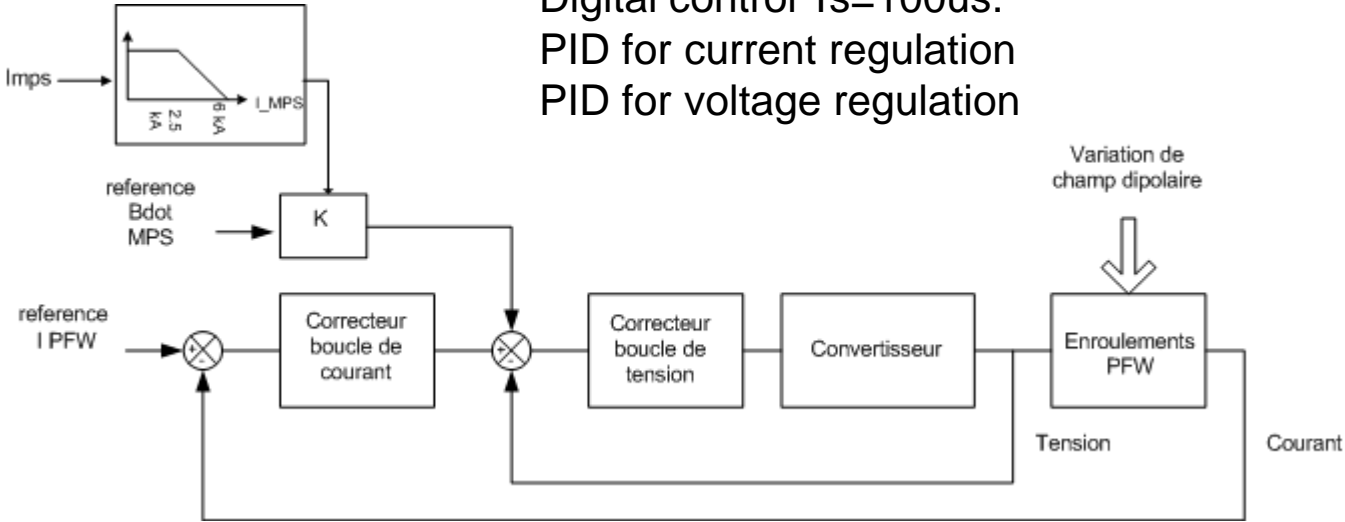 Digital control Ts=100us.
PID for current regulation
PID for voltage regulation
Imps
I_MPS
2.5
kA
6 kA
reference
Bdot
MPS
K
Variation de
champ dipolaire
reference
I PFW
+
-
Correcteur
boucle de
courant
+
-
Correcteur
boucle de
tension
Convertisseur
Enroulements
PFW
Tension
Courant